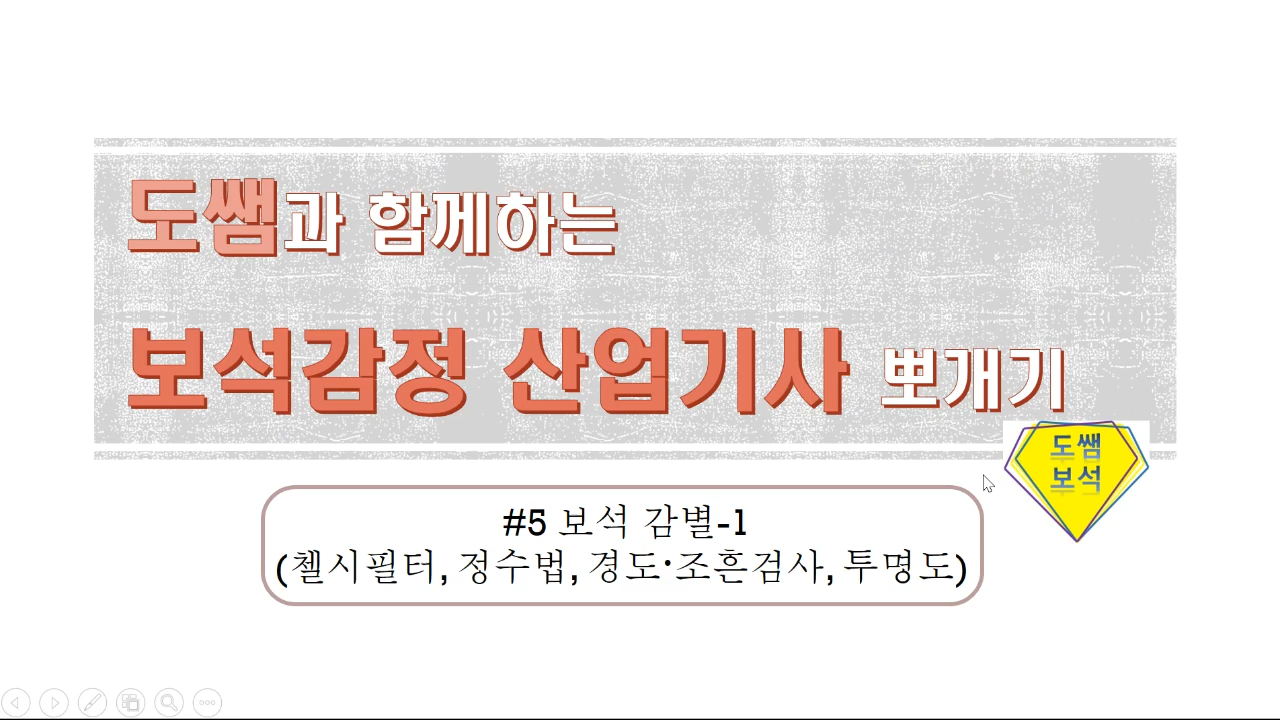 도쌤과 함께하는
보석감정 산업기사 뽀개기
도쌤
보석
#5 보석 감별-1
(첼시필터, 정수법, 경도·조흔검사, 투명도)